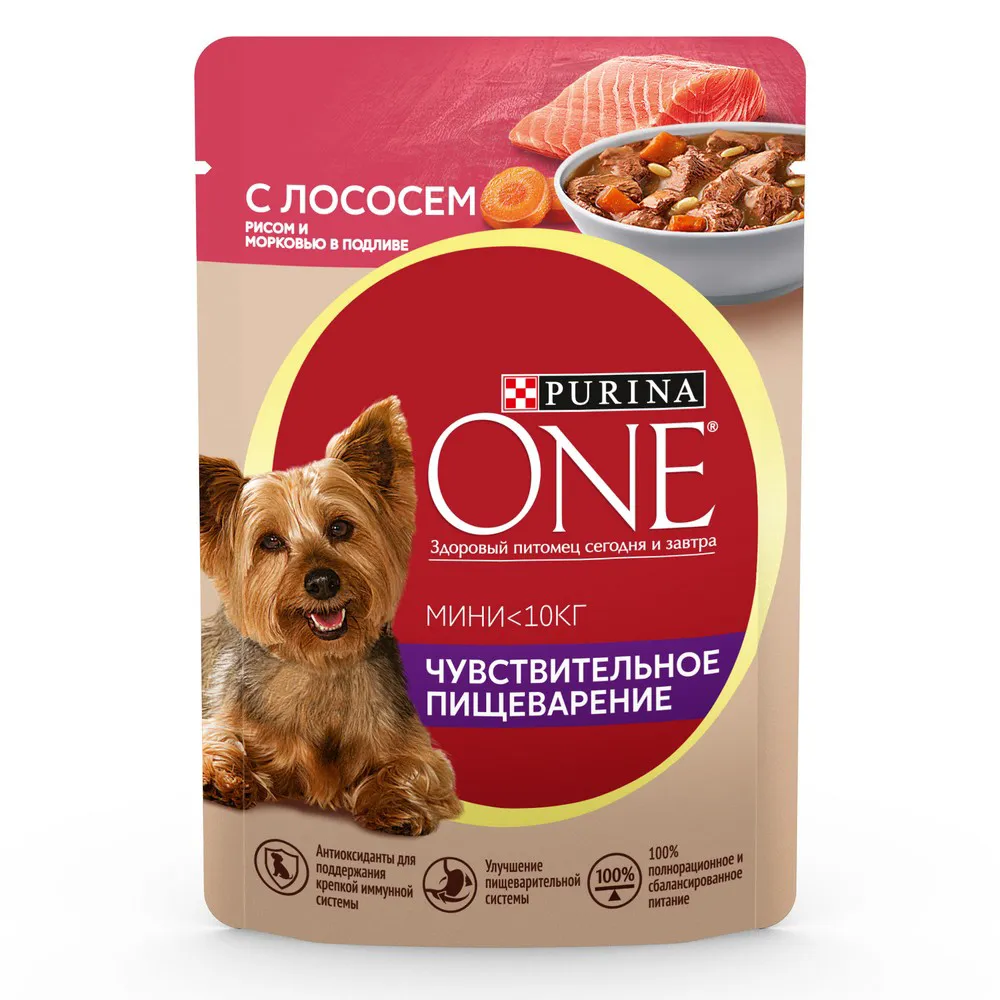 С ЛОСОСЕМ
РИСОМ И
МОРКОВЬЮ В ПОДЛИВЕ
PURINA
ONE®
Здоровый питомец сегодня и завтра
МИНИ<10КГ
ЧУВСТВИТЕЛЬНОЕ
ПИЩЕВАРЕНИЕ
Антиоксиданты для
поддержания
крепкой иммунной
системы
Улучшение
пищеварительной
системы
100%
100%
полнорационное и
сбалансированное
питание